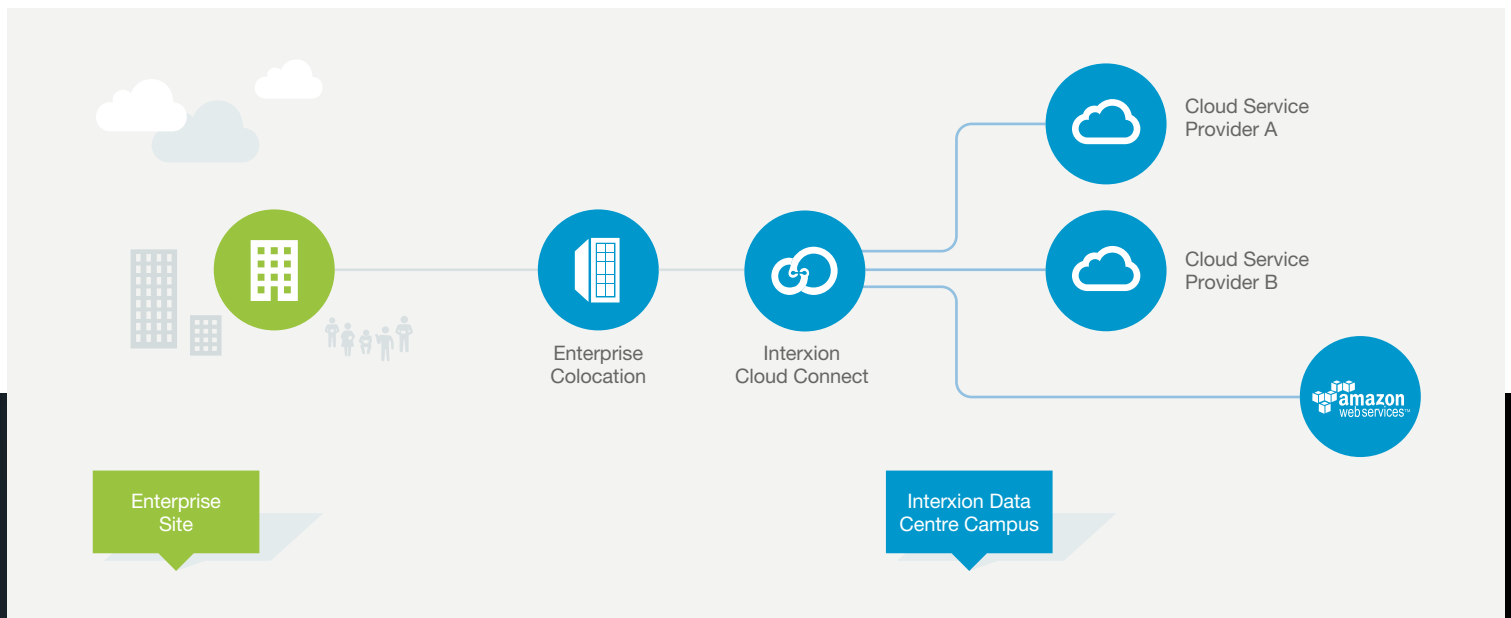 Cloud Service
Provider A
Cloud Service
Provider B
Enterprise
Colocation
Interxion
Cloud Connect
amazon
webservices™
Enterprise
Site
Interxion Data
Centre Campus